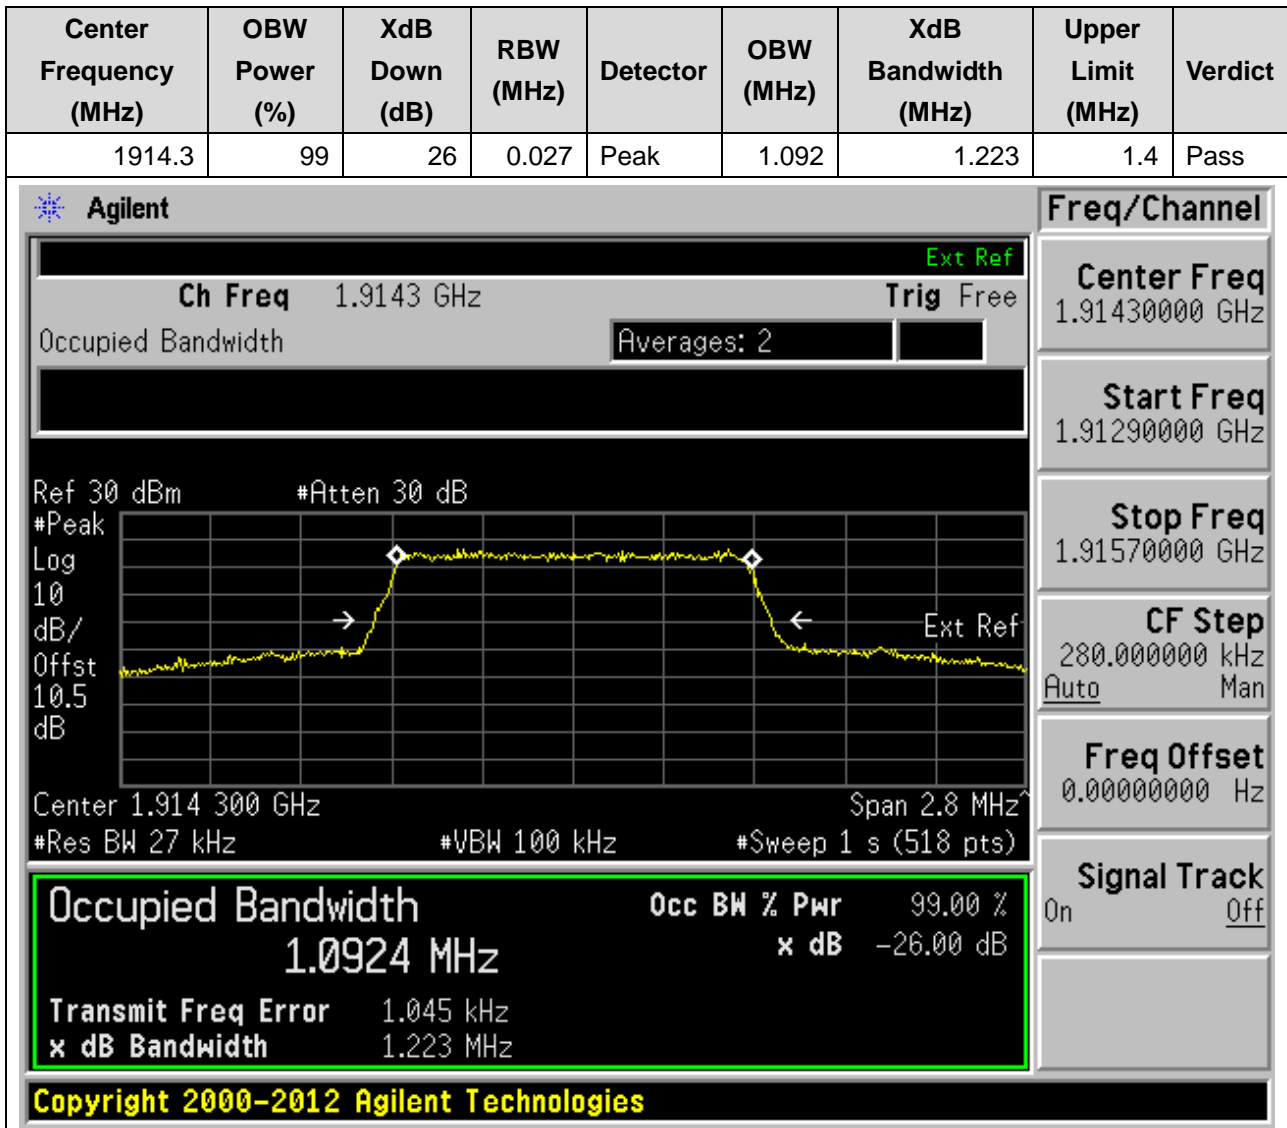 Center Frequency (MHz) OBW Power (%) XdB Down (dB) RBW (MHz) Detector OBW (MHz) XdB Bandwidth (MHz) Upper Limit (MHz) Verdict
1914.3 99 26 0.027 Peak 1.092 1.223 1.4 Pass
Agilent
Freq/Channel
Ext Ref
Ch Freq 1.9143 GHz Trig Free
Occupied Bandwidth Averages: 2
Center Freq
1.91430000 GHz
Start Freq
1.91290000 GHz
Stop Freq
1.91570000 GHz
CF Step
280.000000 kHz
Auto Man
Freq Offset
0.00000000 Hz
Signal Track
On Off
Ref 30 dBm #Atten 30 dB
#Peak
Log
10
dB/
Offst
10.5
dB
Ext Ref
Center 1.914 300 GHz Span 2.8 MHz^
#Res BW 27 kHz #VBW 100 kHz #Sweep 1 s (518 pts)
Occupied Bandwidth Occ BW % Pwr 99.00 %
1.0924 MHz x dB -26.00 dB
Transmit Freq Error 1.045 kHz
x dB Bandwidth 1.223 MHz
Copyright 2000-2012 Agilent Technologies